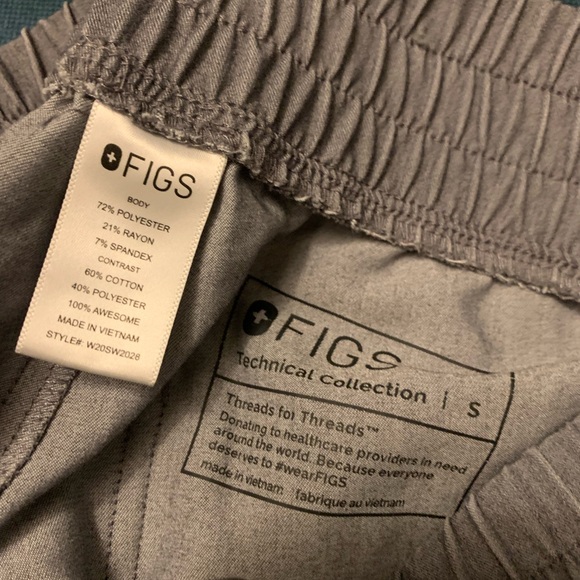 FIGS
BODY
72% POLYESTER
21% RAYON
7% SPANDEX
CONTRAST
60% COTTON
40% POLYESTER
100% AWESOME
MADE IN VIETNAM
STYLE# W20SW2028
FIGS
Technical Collection | S
Threads for Threads™
Donating to healthcare providers in need
around the world. Because everyone
deserves to #wearFIGS
made in vietnam fabrique au vietnam